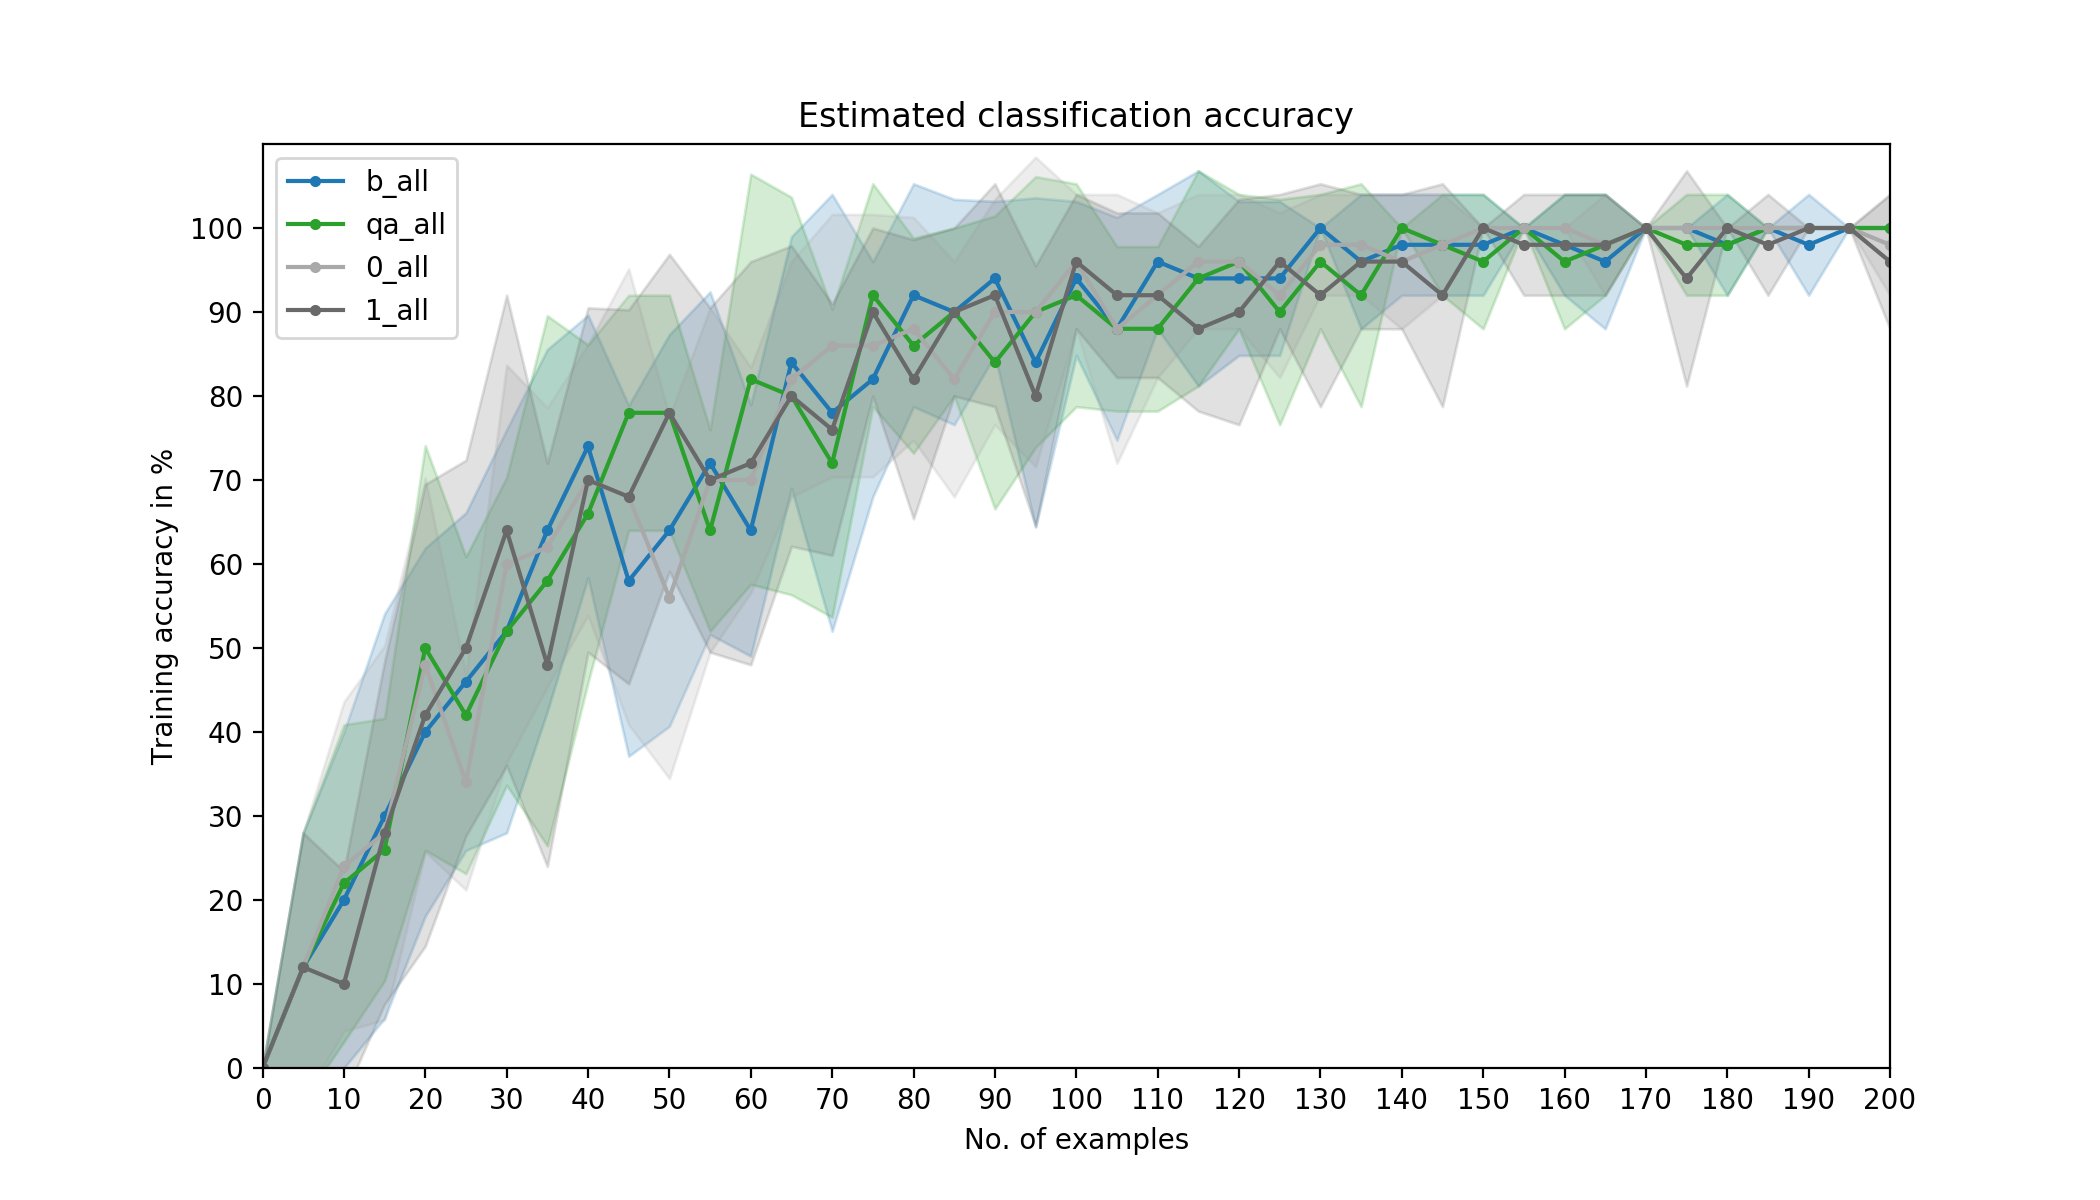 Estimated classification accuracy
b_all
qa_all
0_all
1_all
Training accuracy in %
100
90
80
70
60
50
40
30
20
10
0
0 10 20 30 40 50 60 70 80 90 100 110 120 130 140 150 160 170 180 190 200
No. of examples